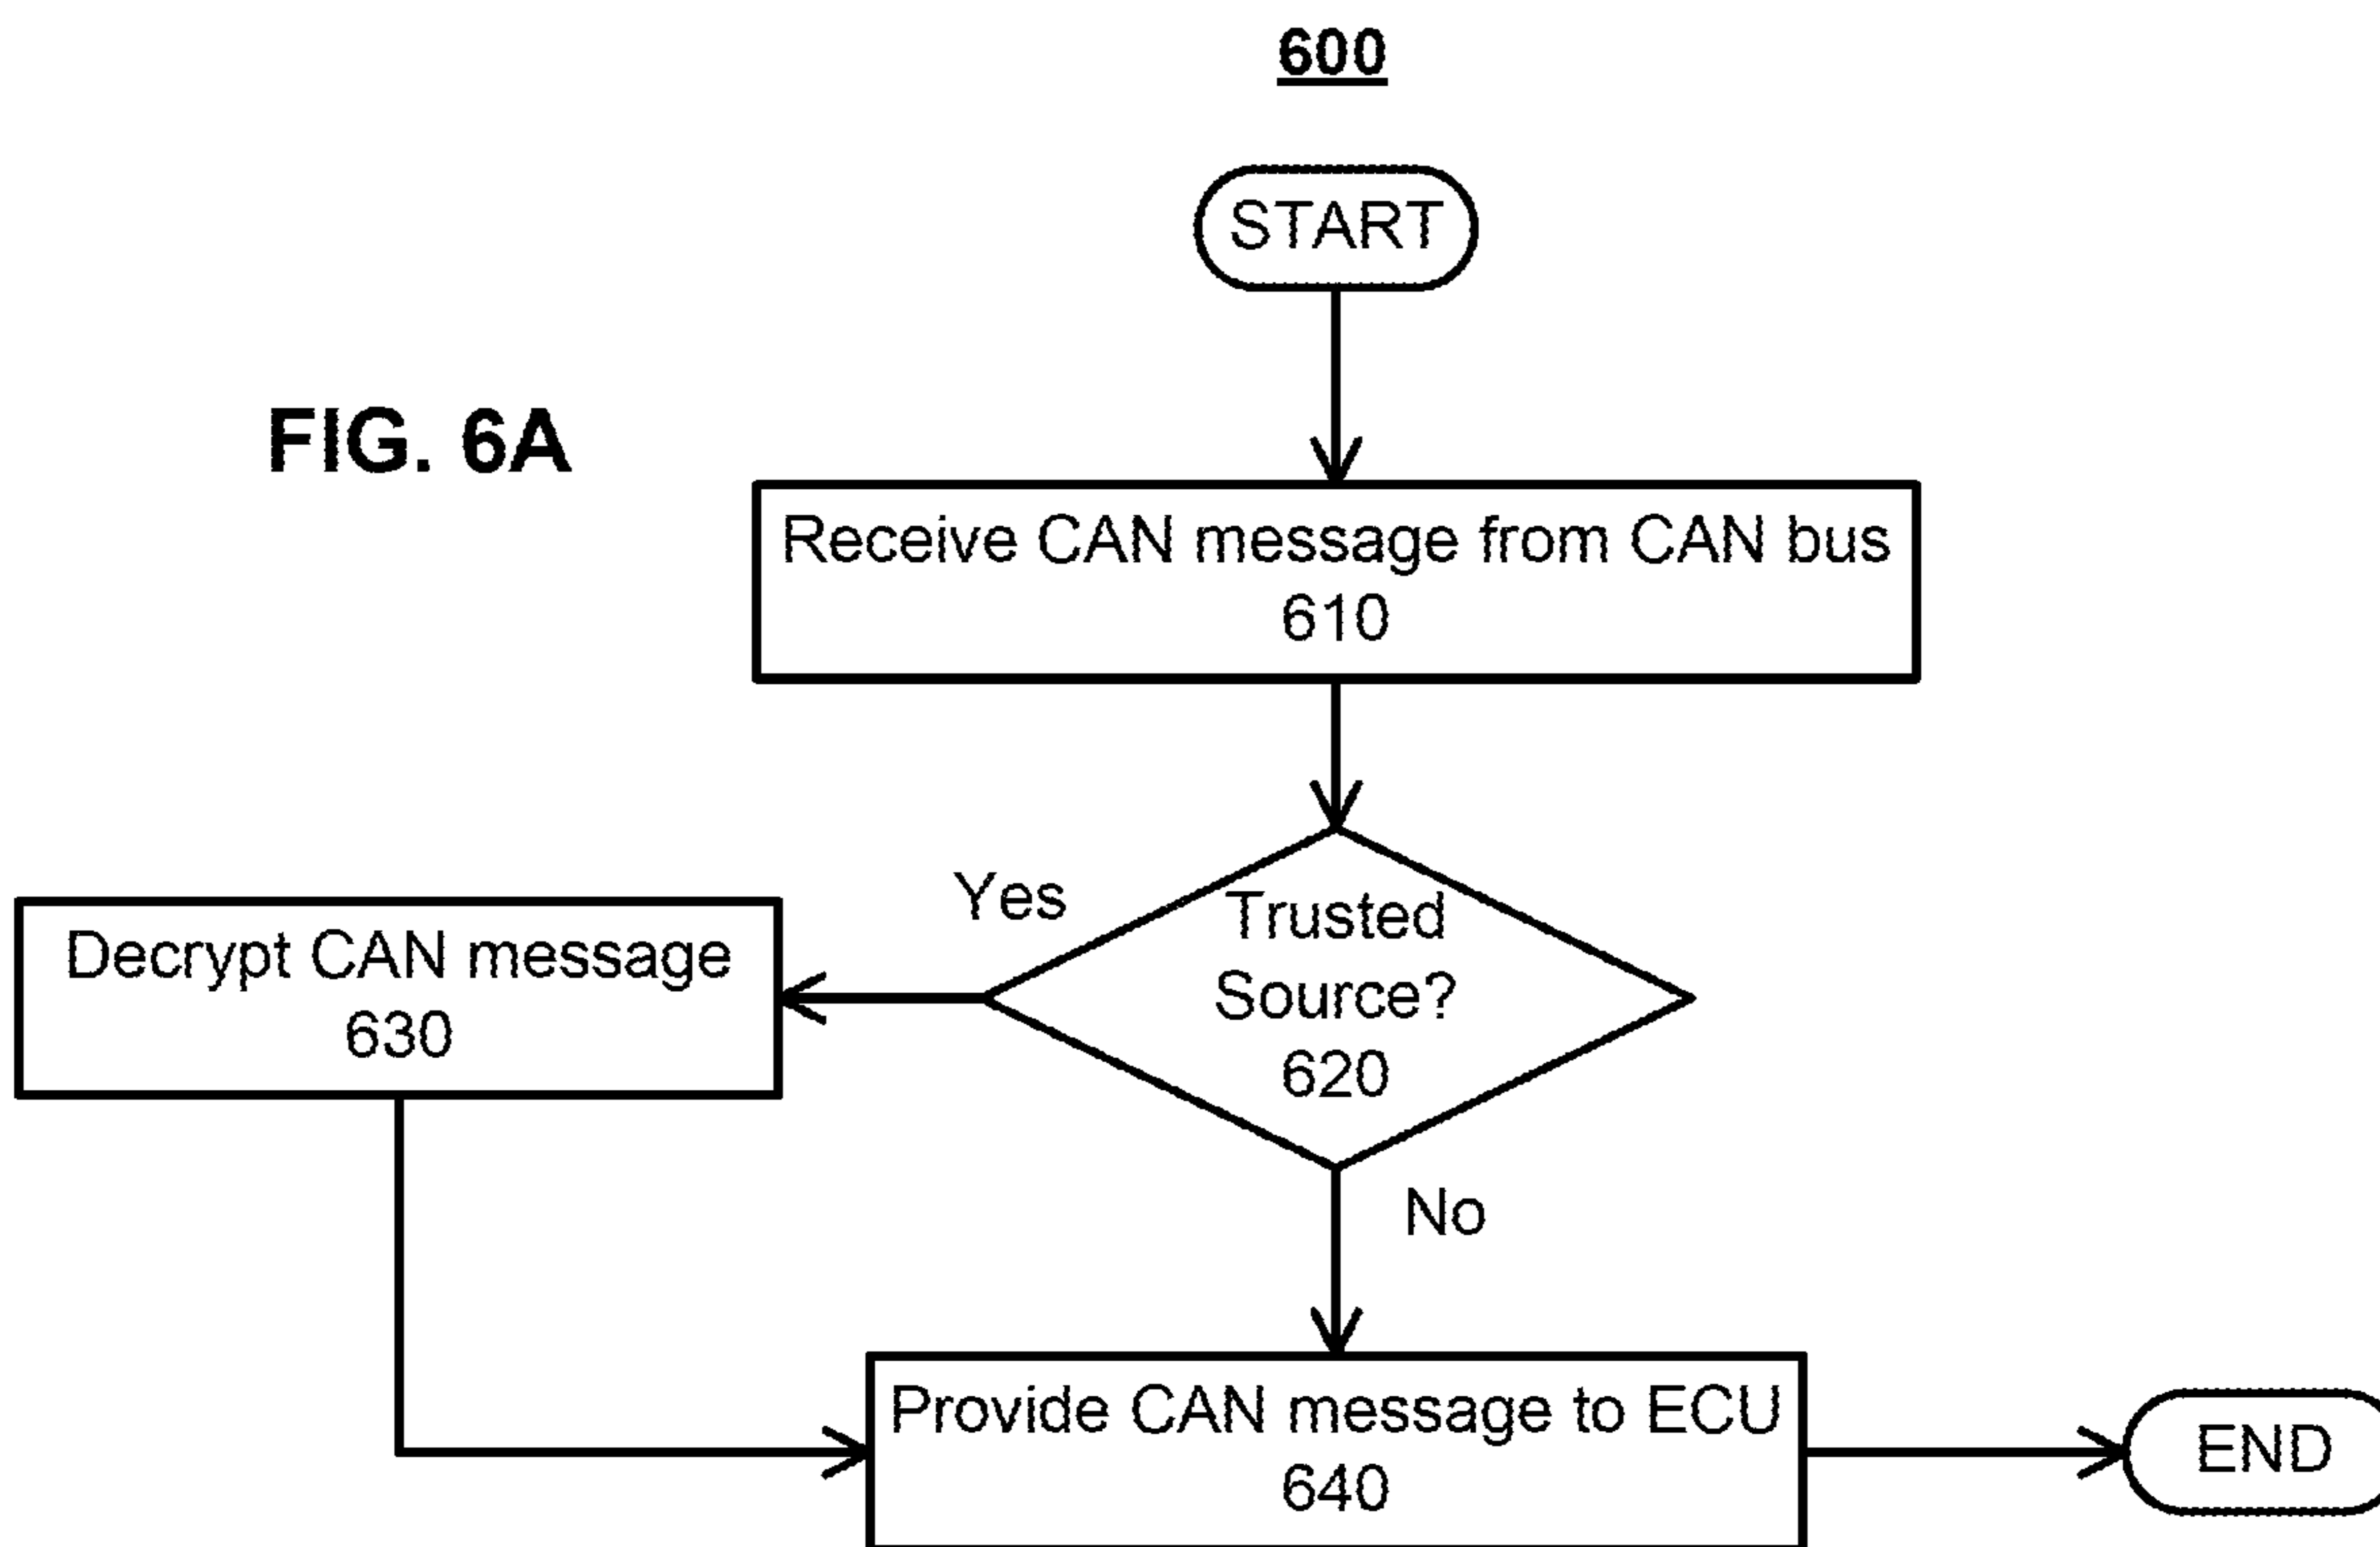 600
START
FIG. 6A
Receive CAN message from CAN bus
610
Yes
Trusted
Source?
620
Decrypt CAN message
630
No
Provide CAN message to ECU
640
END